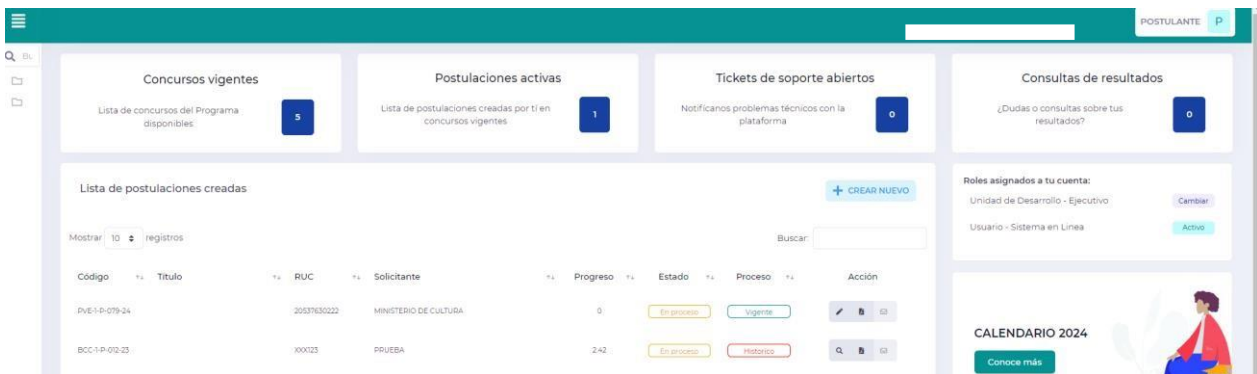 POSTULANTE P
Concursos vigentes
Lista de concursos del Programa
disponibles
5
Postulaciones activas
Lista de postulaciones creadas por tí en
concursos vigentes
1
Tickets de soporte abiertos
Notifícanos problemas técnicos con la
plataforma
0
Consultas de resultados
¿Dudas o consultas sobre tus
resultados?
0
Lista de postulaciones creadas
+ CREAR NUEVO
Mostrar 10 registros
Buscar:
Código Título RUC Solicitante Progreso Estado Proceso Acción
PVE-1-P-079-24 20537630222 MINISTERIO DE CULTURA 0 En proceso Vigente
BCC-1-P-012-23 XXX123 PRUEBA 2.42 En proceso Histórico
Roles asignados a tu cuenta:
Unidad de Desarrollo - Ejecutivo Cambiar
Usuario - Sistema en Linea Activo
CALENDARIO 2024
Conoce más